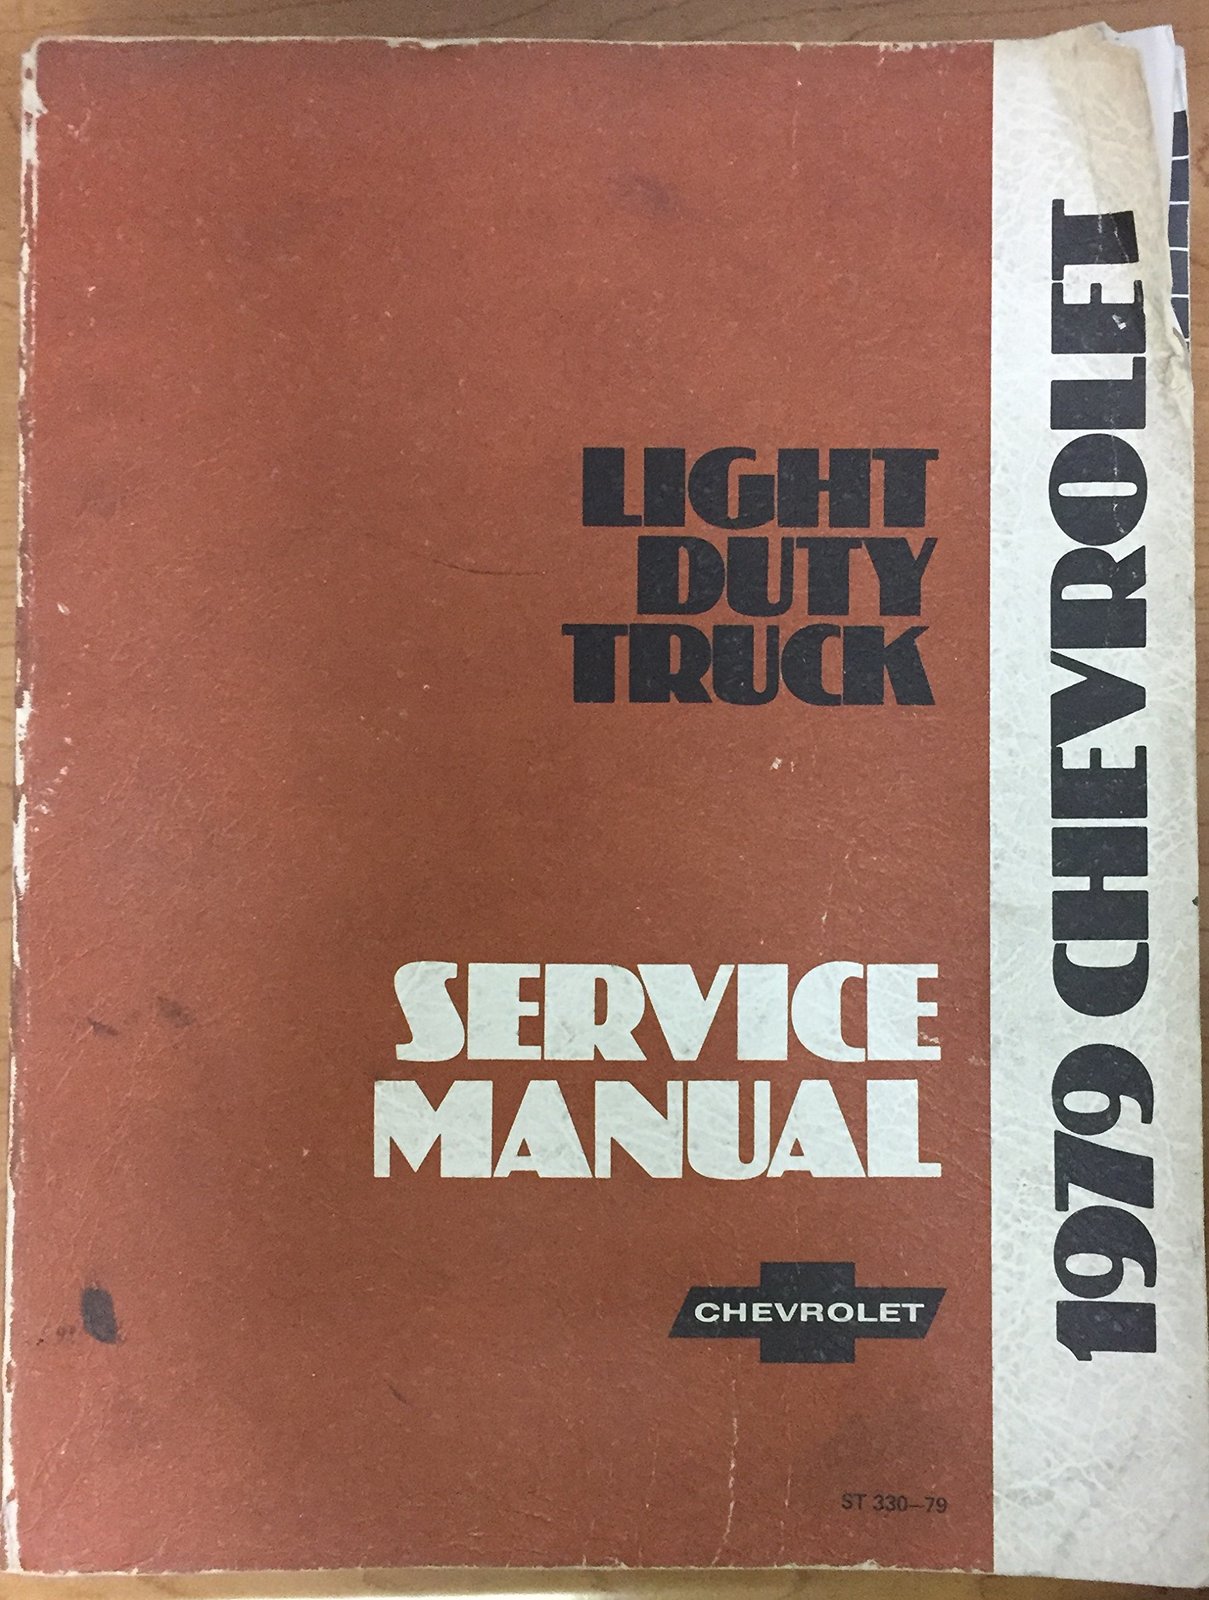 LIGHT
DUTY
TRUCK
SERVICE
MANUAL
CHEVROLET
ST 330-79
1979 CHEVROLET